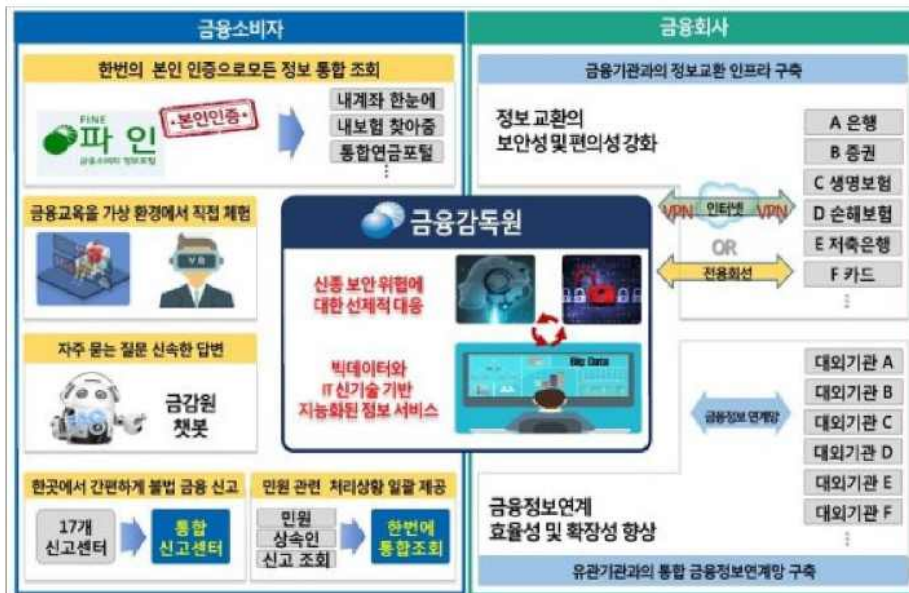 금융소비자
한번의 본인 인증으로모든 정보 통합 조회
FINE
파인
금융소비자 정보포털
본인인증
내계좌 한눈에
내보험 찾아줌
통합연금포털
⋮
금융교육을 가상 환경에서 직접 체험
VR
자주 묻는 질문 신속한 답변
금감원
챗봇
한곳에서 간편하게 불법 금융 신고
17개
신고센터
통합
신고센터
민원 관련 처리상황 일괄 제공
민원
상속인
신고 조회
한번에
통합조회
금융감독원
신종 보안 위협에
대한 선제적 대응
빅데이터와
IT 신기술 기반
지능화된 정보 서비스
Big Data
금융회사
금융기관과의 정보교환 인프라 구축
정보 교환의
보안성 및 편의성 강화
VPN 인터넷 VPN
OR
전용회선
A 은행
B 증권
C 생명보험
D 손해보험
E 저축은행
F 카드
⋮
금융정보 연계망
대외기관 A
대외기관 B
대외기관 C
대외기관 D
대외기관 E
대외기관 F
⋮
금융정보연계
효율성 및 확장성 향상
유관기관과의 통합 금융정보연계망 구축